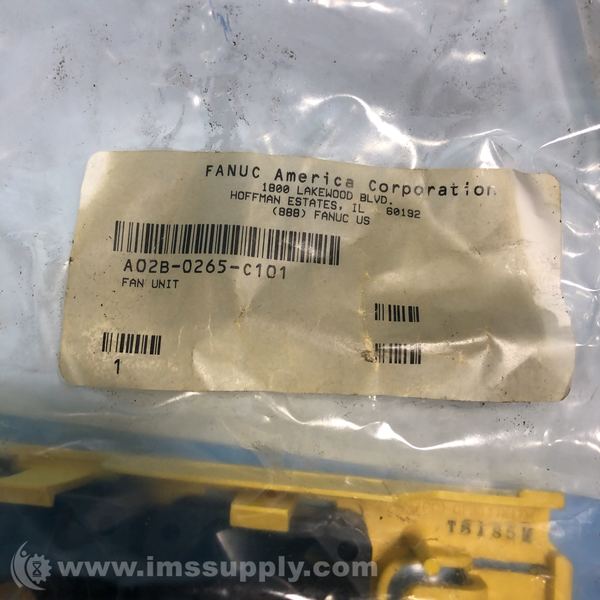 FANUC America Corporation
1800 LAKEWOOD BLVD.
HOFFMAN ESTATES, IL 60192
(888) FANUC US
A02B-0265-C101
FAN UNIT
1
T8185M
www.imssupply.com